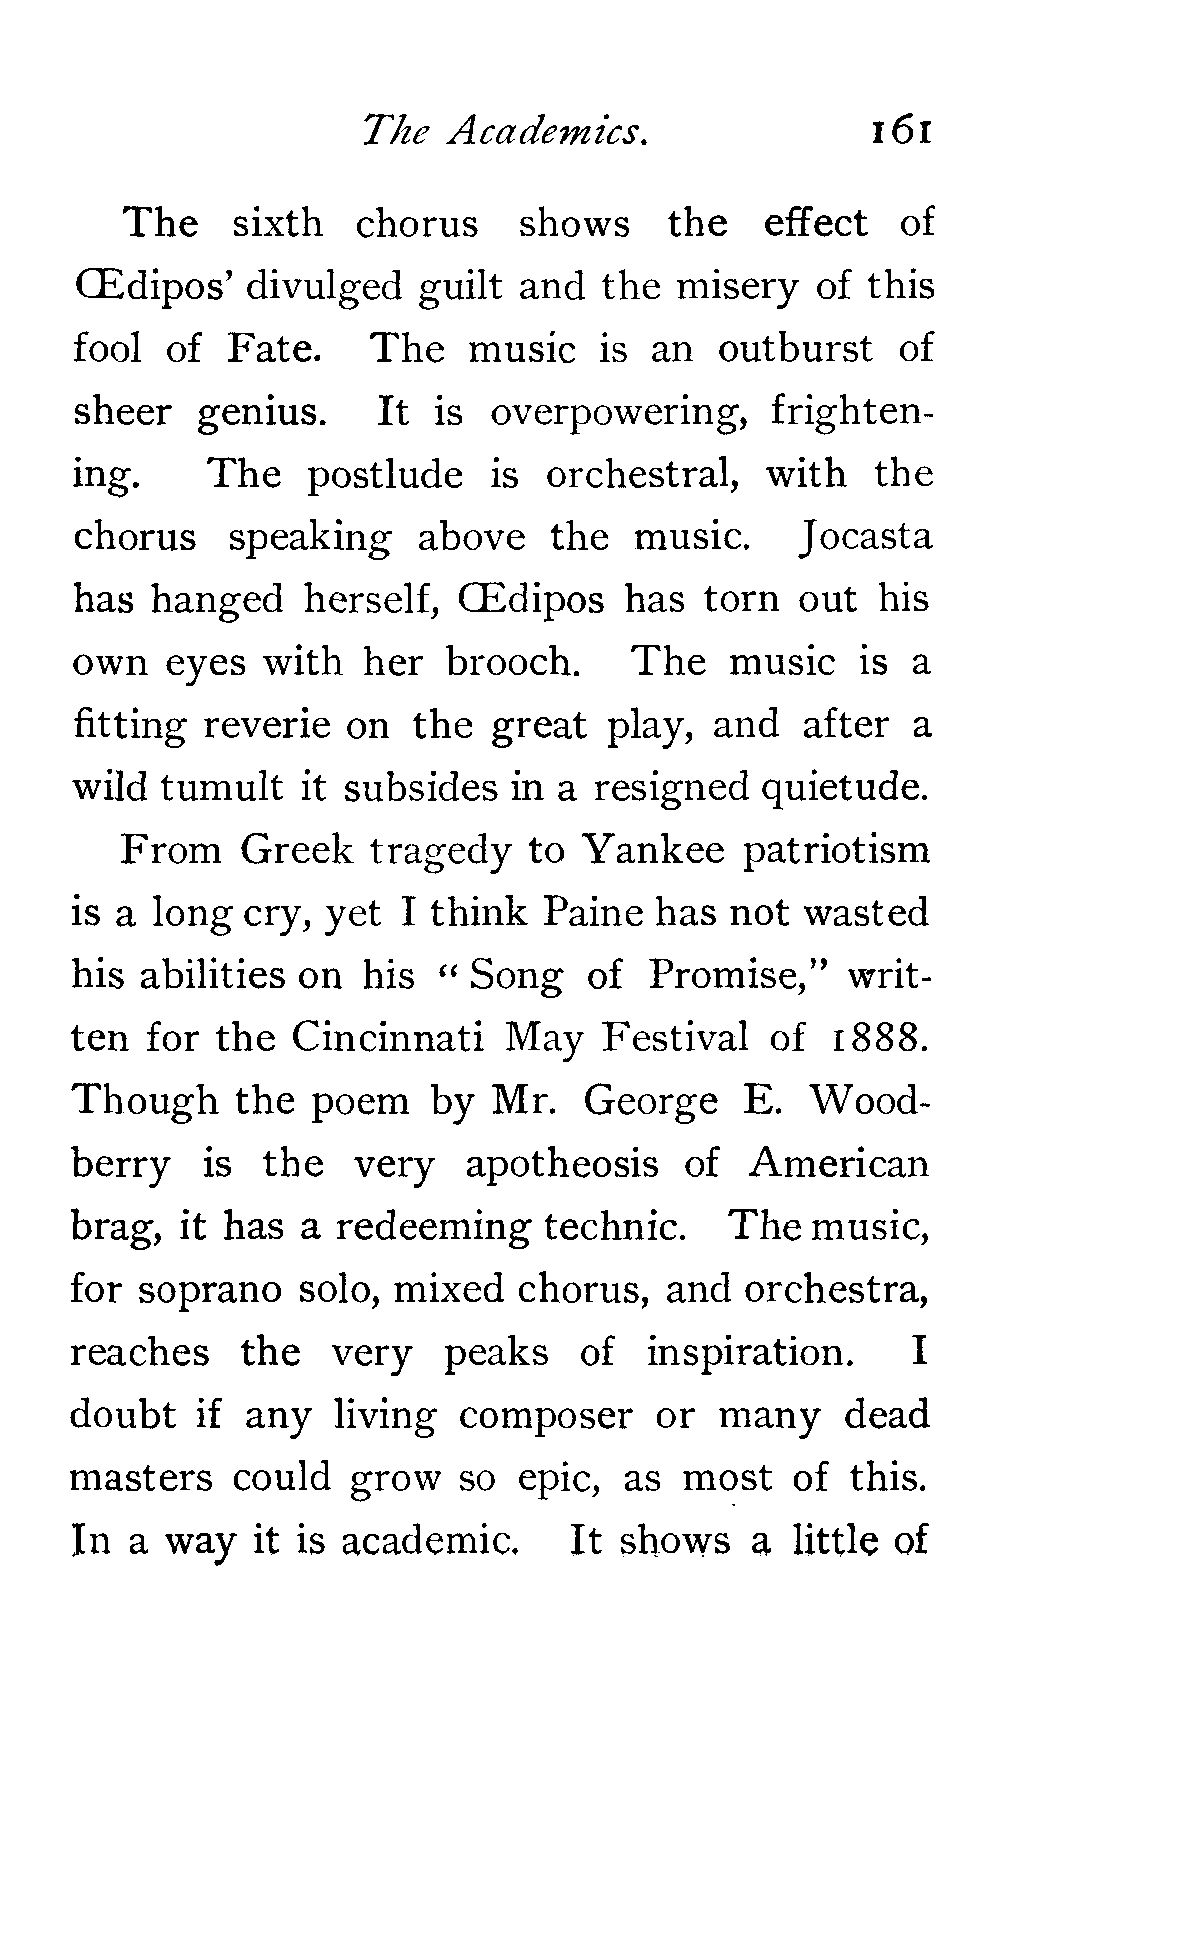 The Academics. 161
The sixth chorus shows the effect of
Œdipos' divulged guilt and the misery of this
fool of Fate. The music is an outburst of
sheer genius. It is overpowering, frighten-
ing. The postlude is orchestral, with the
chorus speaking above the music. Jocasta
has hanged herself, Œdipos has torn out his
own eyes with her brooch. The music is a
fitting reverie on the great play, and after a
wild tumult it subsides in a resigned quietude.
From Greek tragedy to Yankee patriotism
is a long cry, yet I think Paine has not wasted
his abilities on his “Song of Promise,” writ-
ten for the Cincinnati May Festival of 1888.
Though the poem by Mr. George E. Wood-
berry is the very apotheosis of American
brag, it has a redeeming technic. The music,
for soprano solo, mixed chorus, and orchestra,
reaches the very peaks of inspiration. I
doubt if any living composer or many dead
masters could grow so epic, as most of this.
In a way it is academic. It shows a little of